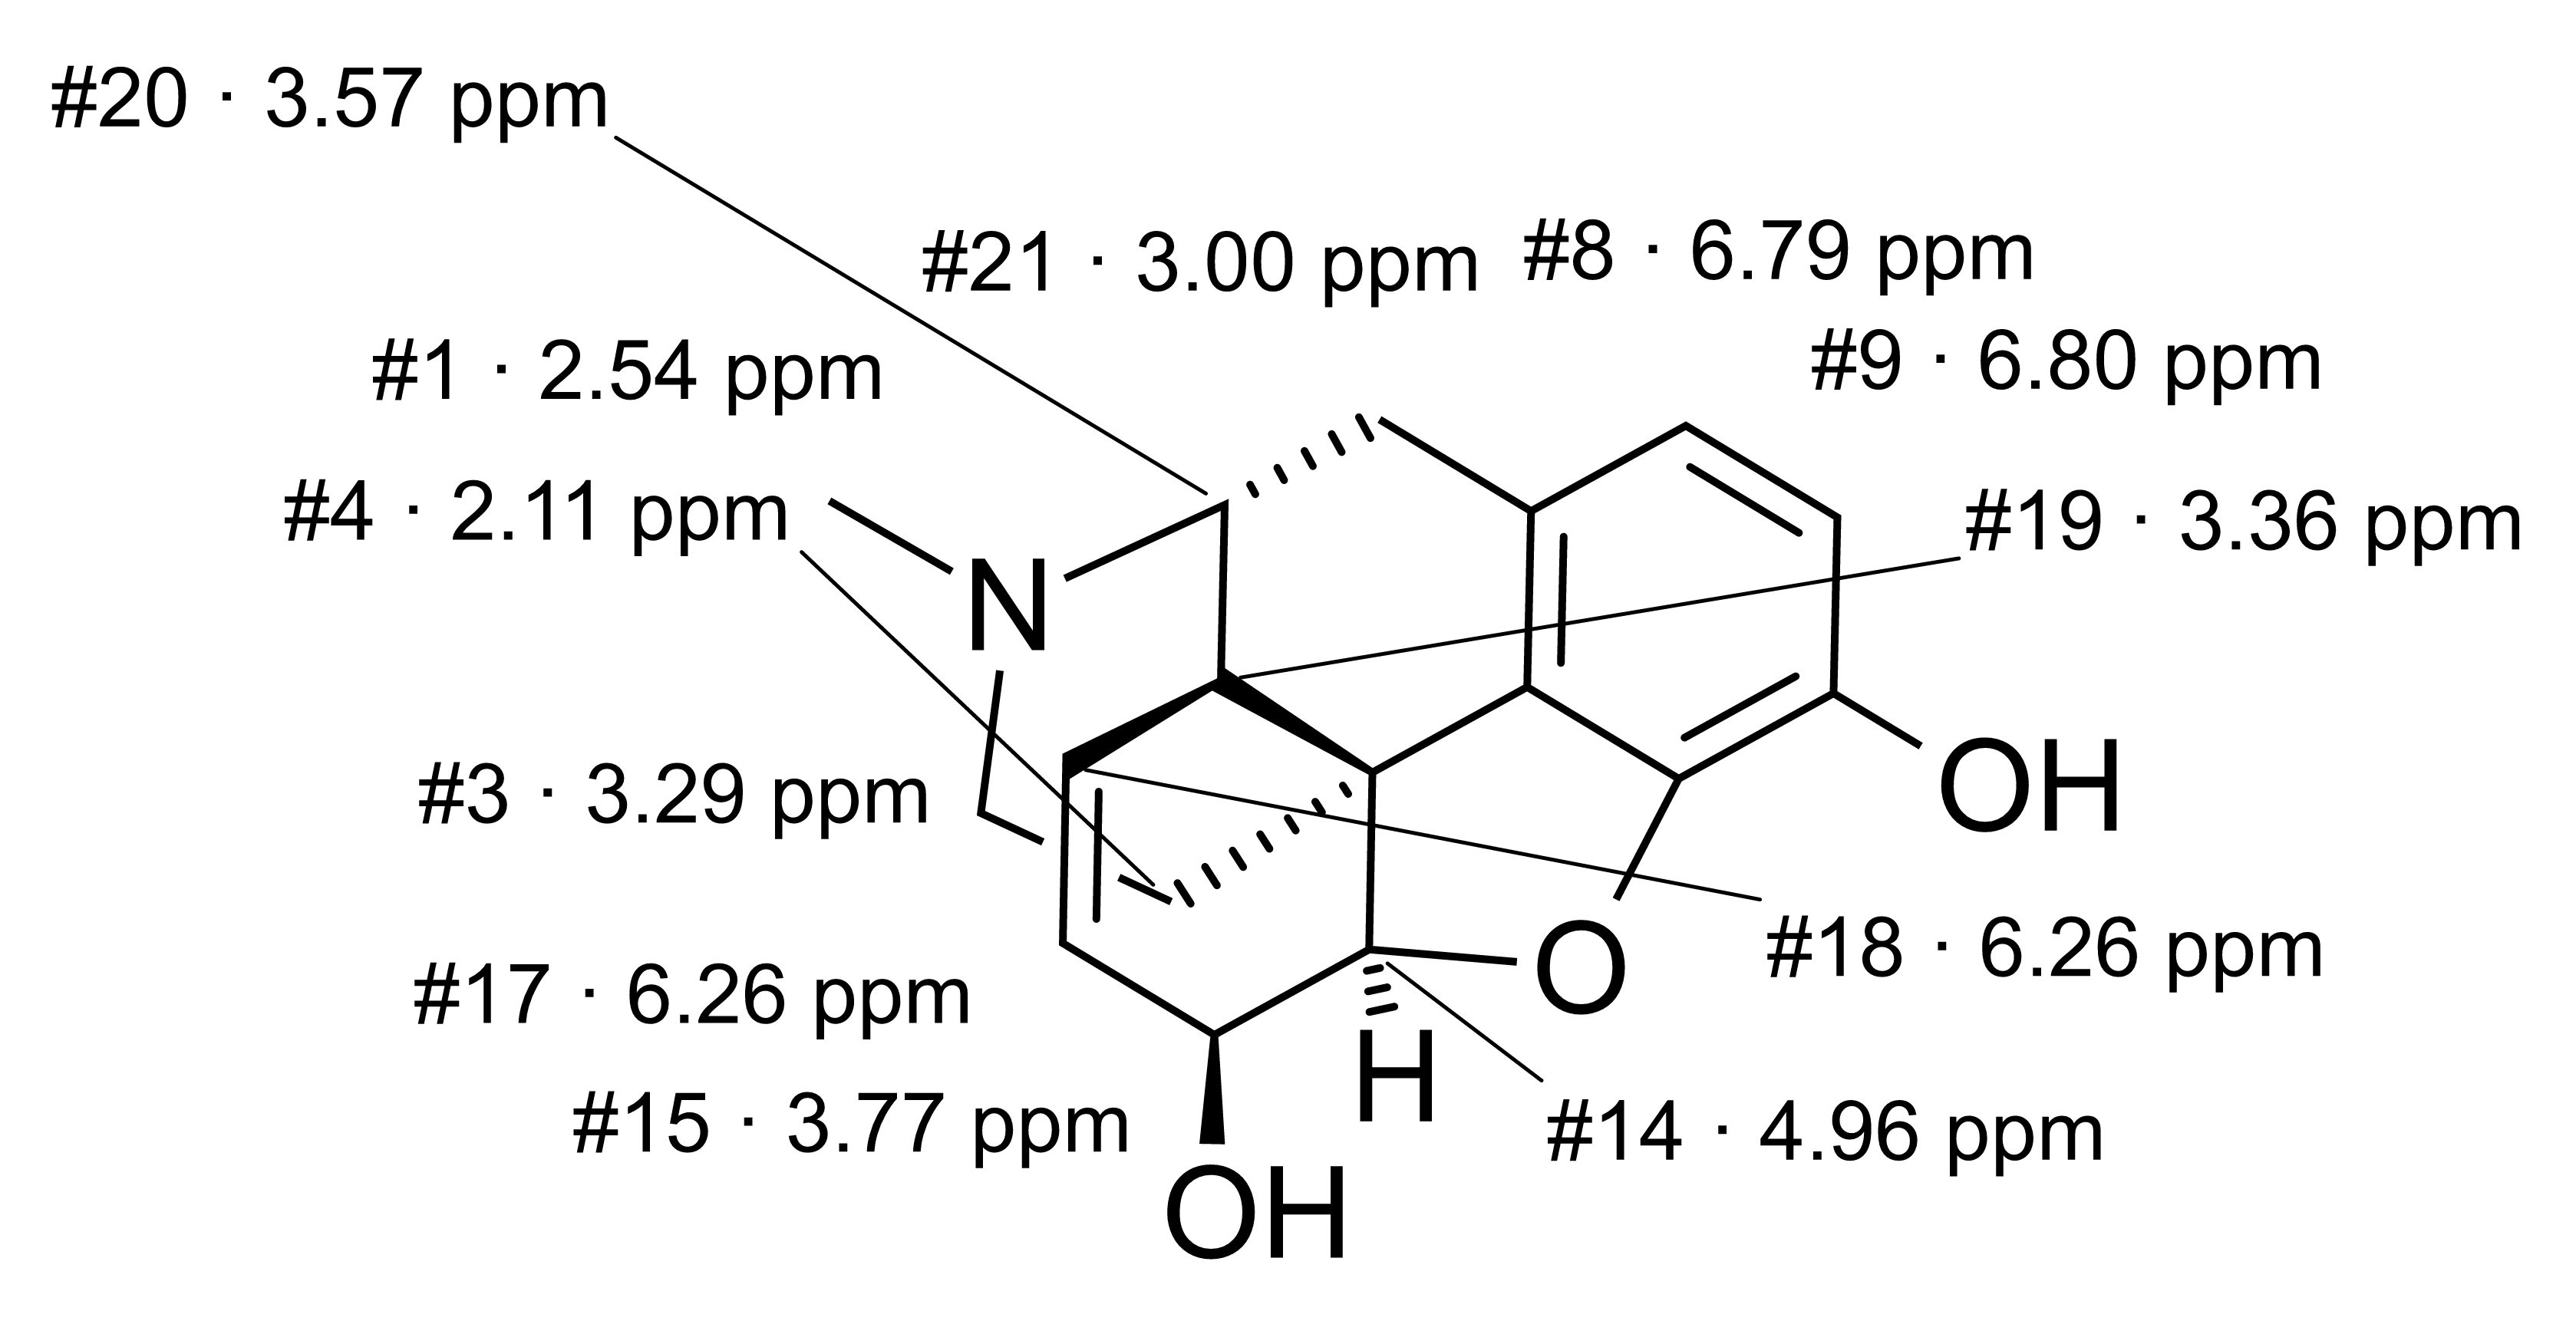 #20 · 3.57 ppm
#21 · 3.00 ppm
#8 · 6.79 ppm
#9 · 6.80 ppm
#1 · 2.54 ppm
#4 · 2.11 ppm
#19 · 3.36 ppm
N
#3 · 3.29 ppm
OH
#18 · 6.26 ppm
O
#17 · 6.26 ppm
H
#15 · 3.77 ppm
#14 · 4.96 ppm
OH